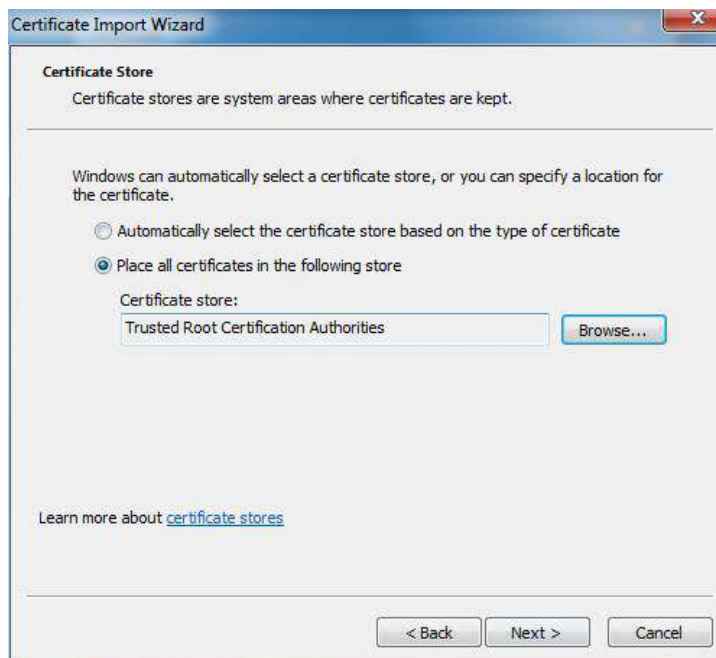 Certificate Import Wizard
Certificate Store
Certificate stores are system areas where certificates are kept.
Windows can automatically select a certificate store, or you can specify a location for
the certificate.
Automatically select the certificate store based on the type of certificate
Place all certificates in the following store
Certificate store:
Trusted Root Certification Authorities
Browse...
Learn more about certificate stores
< Back
Next >
Cancel